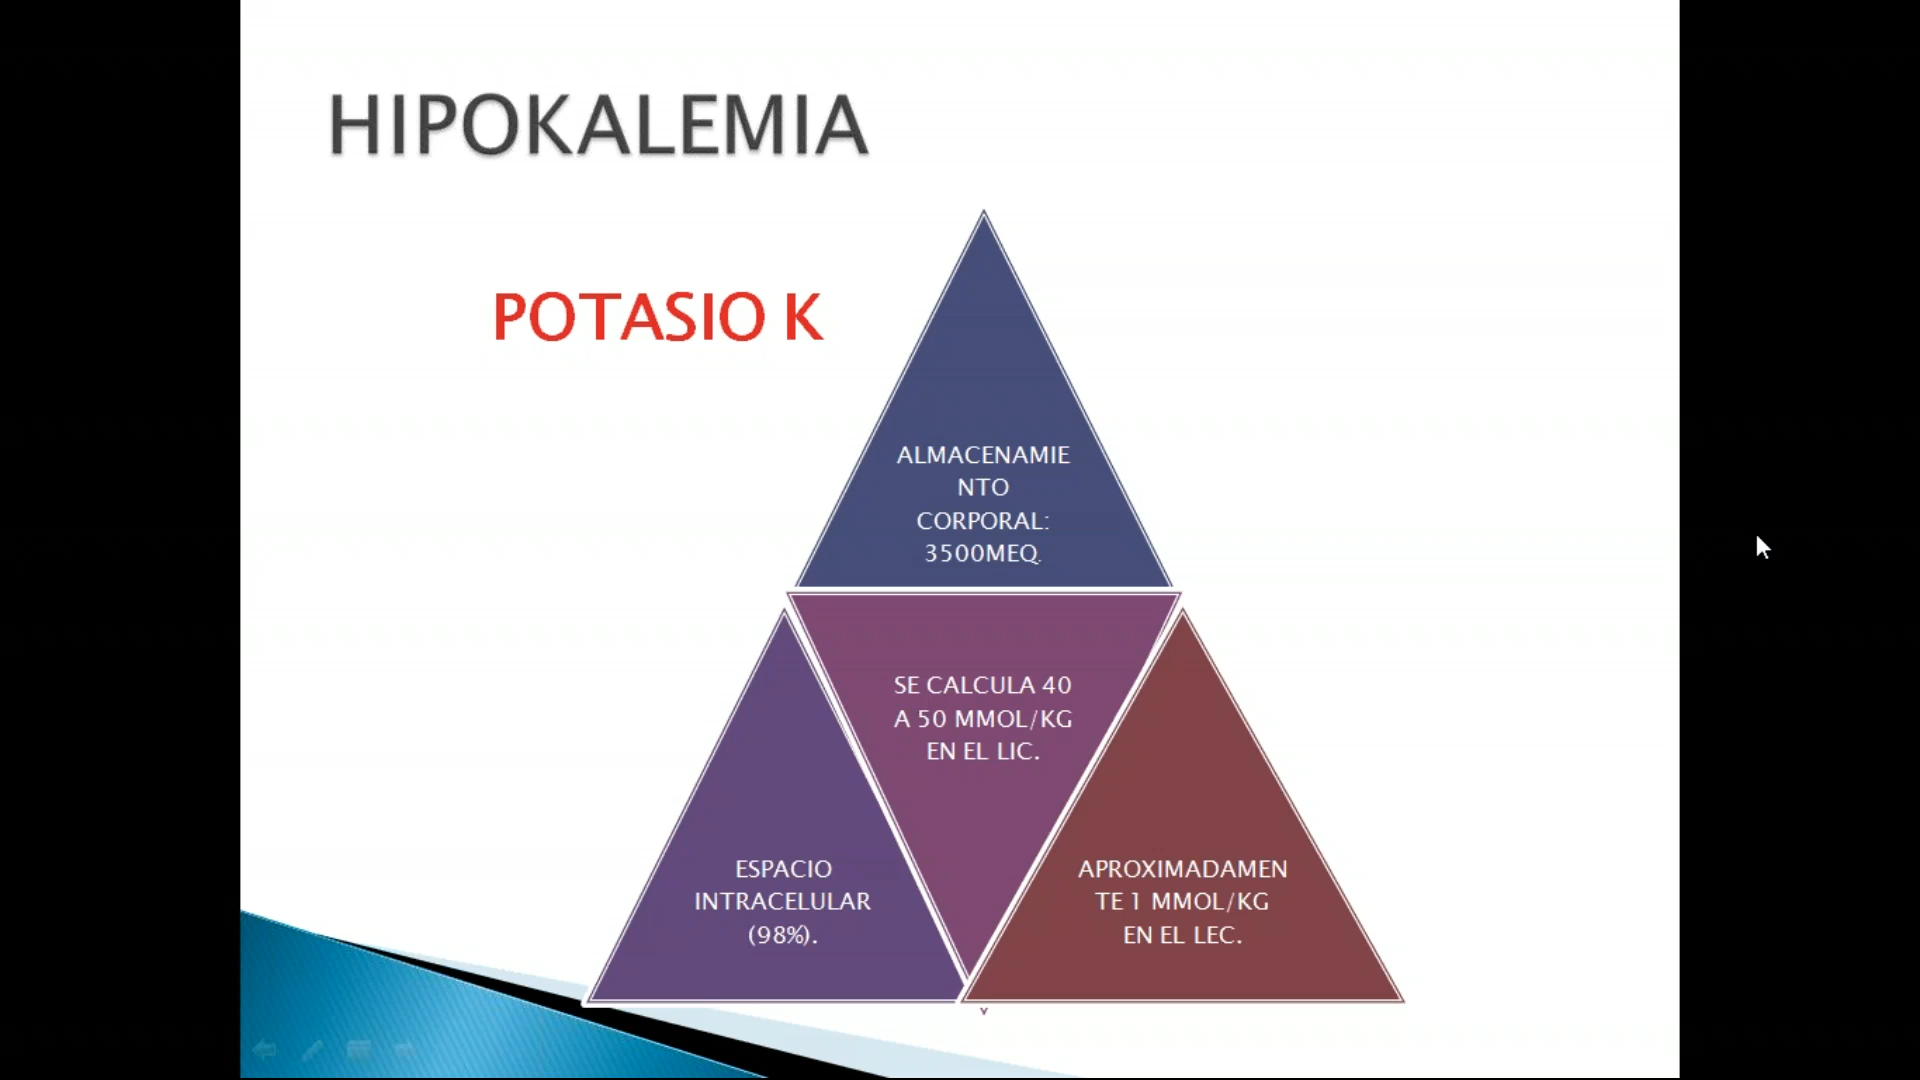 HIPOKALEMIA
POTASIO K
ALMACENAMIE
NTO
CORPORAL:
3500MEQ.
SE CALCULA 40
A 50 MMOL/KG
EN EL LIC.
ESPACIO
INTRACELULAR
(98%).
APROXIMADAMEN
TE 1 MMOL/KG
EN EL LEC.